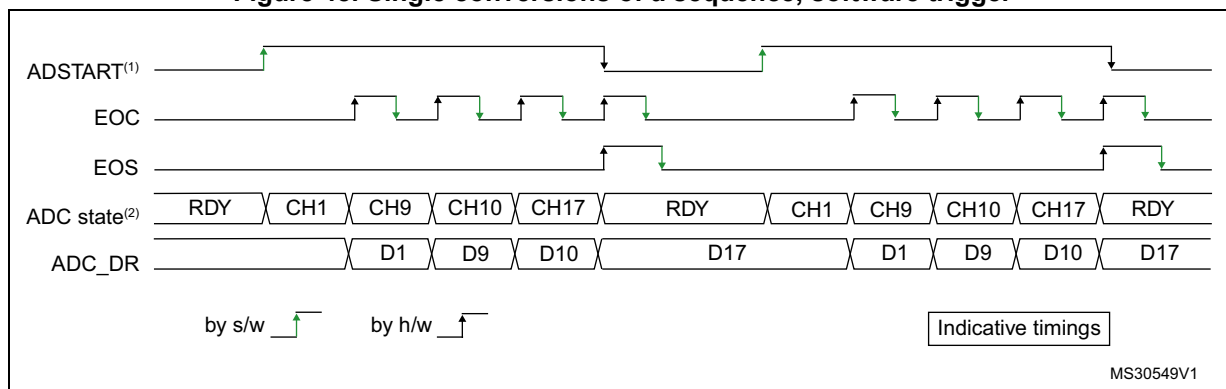 ADSTART(1)
EOC
EOS
ADC state(2) RDY CH1 CH9 CH10 CH17 RDY CH1 CH9 CH10 CH17 RDY
ADC_DR D1 D9 D10 D17 D1 D9 D10 D17
by s/w by h/w Indicative timings
MS30549V1